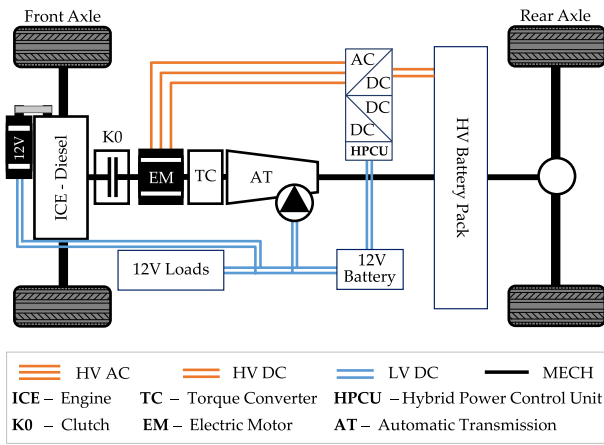 Front Axle
Rear Axle
12V
ICE - Diesel
K0
EM
TC
AT
AC
DC
DC
DC
HPCU
HV Battery Pack
12V Loads
12V
Battery
HV AC
HV DC
LV DC
MECH
ICE – Engine
TC – Torque Converter
HPCU – Hybrid Power Control Unit
K0 – Clutch
EM – Electric Motor
AT – Automatic Transmission